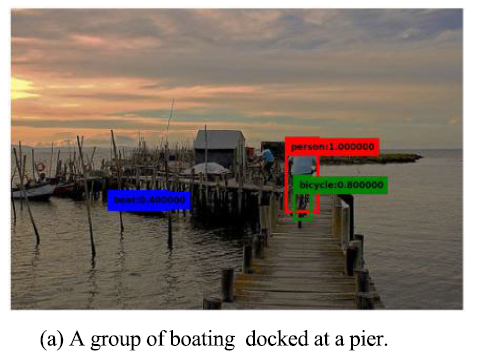 person:1.000000
bicycle:0.800000
boat:0.400000
(a) A group of boating docked at a pier.